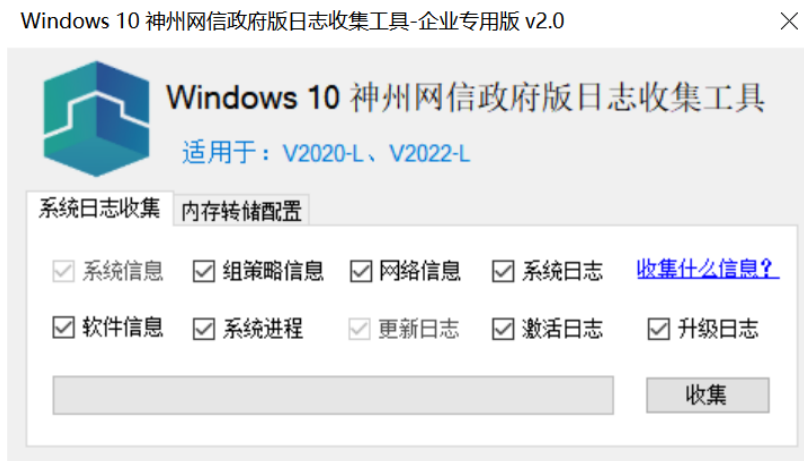 Windows 10 神州网信政府版日志收集工具-企业专用版 v2.0
Windows 10 神州网信政府版日志收集工具
适用于：V2020-L、V2022-L
系统日志收集 内存转储配置
系统信息 组策略信息 网络信息 系统日志 收集什么信息？
软件信息 系统进程 更新日志 激活日志 升级日志
收集